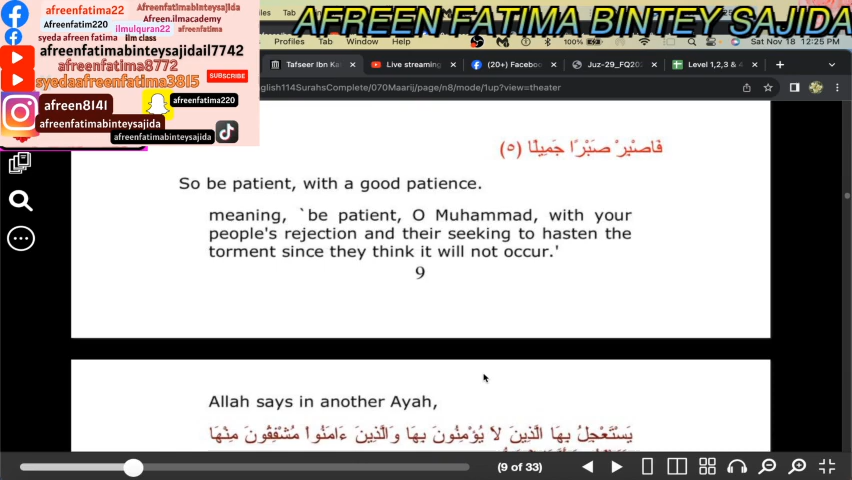 AFREEN FATIMA BINTEY SAJIDA
afreenfatima22
Afreenfatimabinteysajida
Afreen.ilmacademy
Afreenfatima220
ilmulquran22
afreenfatima
syeda afreen fatima
ilm class
afreenfatimabinteysajidail7742
afreenfatima8772
syedaafreenfatima3815
SUBSCRIBE
afreen8141
afreenfatima220
afreenfatimabinteysajida
afreenfatimabinteysajida
Profiles Tab Window Help
100%
Sat Nov 18 12:25 PM
Tafseer Ibn Ka
Live streaming
(20+) Faceboo
Juz-29_FQ202
Level 1,2,3 & 4
glish114SurahsComplete/070Maarij/page/n8/mode/1up?view=theater
فَاصْبِرْ صَبْرًا جَمِيلًا (٥)
So be patient, with a good patience.
meaning, `be patient, O Muhammad, with your
people's rejection and their seeking to hasten the
torment since they think it will not occur.'
9
Allah says in another Ayah,
يَسْتَعْجِلُ بِهَا الَّذِينَ لاَ يُؤْمِنُونَ بِهَا وَالَّذِينَ ءَامَنُواْ مُشْفِقُونَ مِنْهَا
(9 of 33)